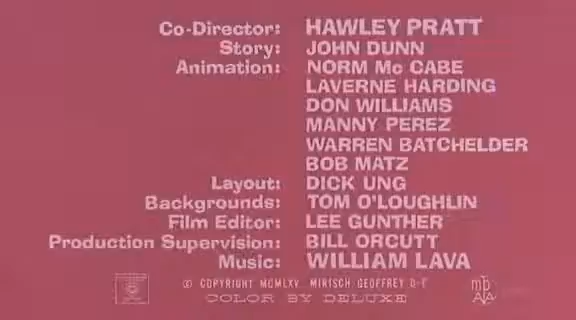 Co-Director: HAWLEY PRATT
Story: JOHN DUNN
Animation: NORM Mc CABE
LAVERNE HARDING
DON WILLIAMS
MANNY PEREZ
WARREN BATCHELDER
BOB MATZ
Layout: DICK UNG
Backgrounds: TOM O'LOUGHLIN
Film Editor: LEE GUNTHER
Production Supervision: BILL ORCUTT
Music: WILLIAM LAVA
© COPYRIGHT MCMLXV MIRISCH GEOFFREY D-F
COLOR BY DELUXE